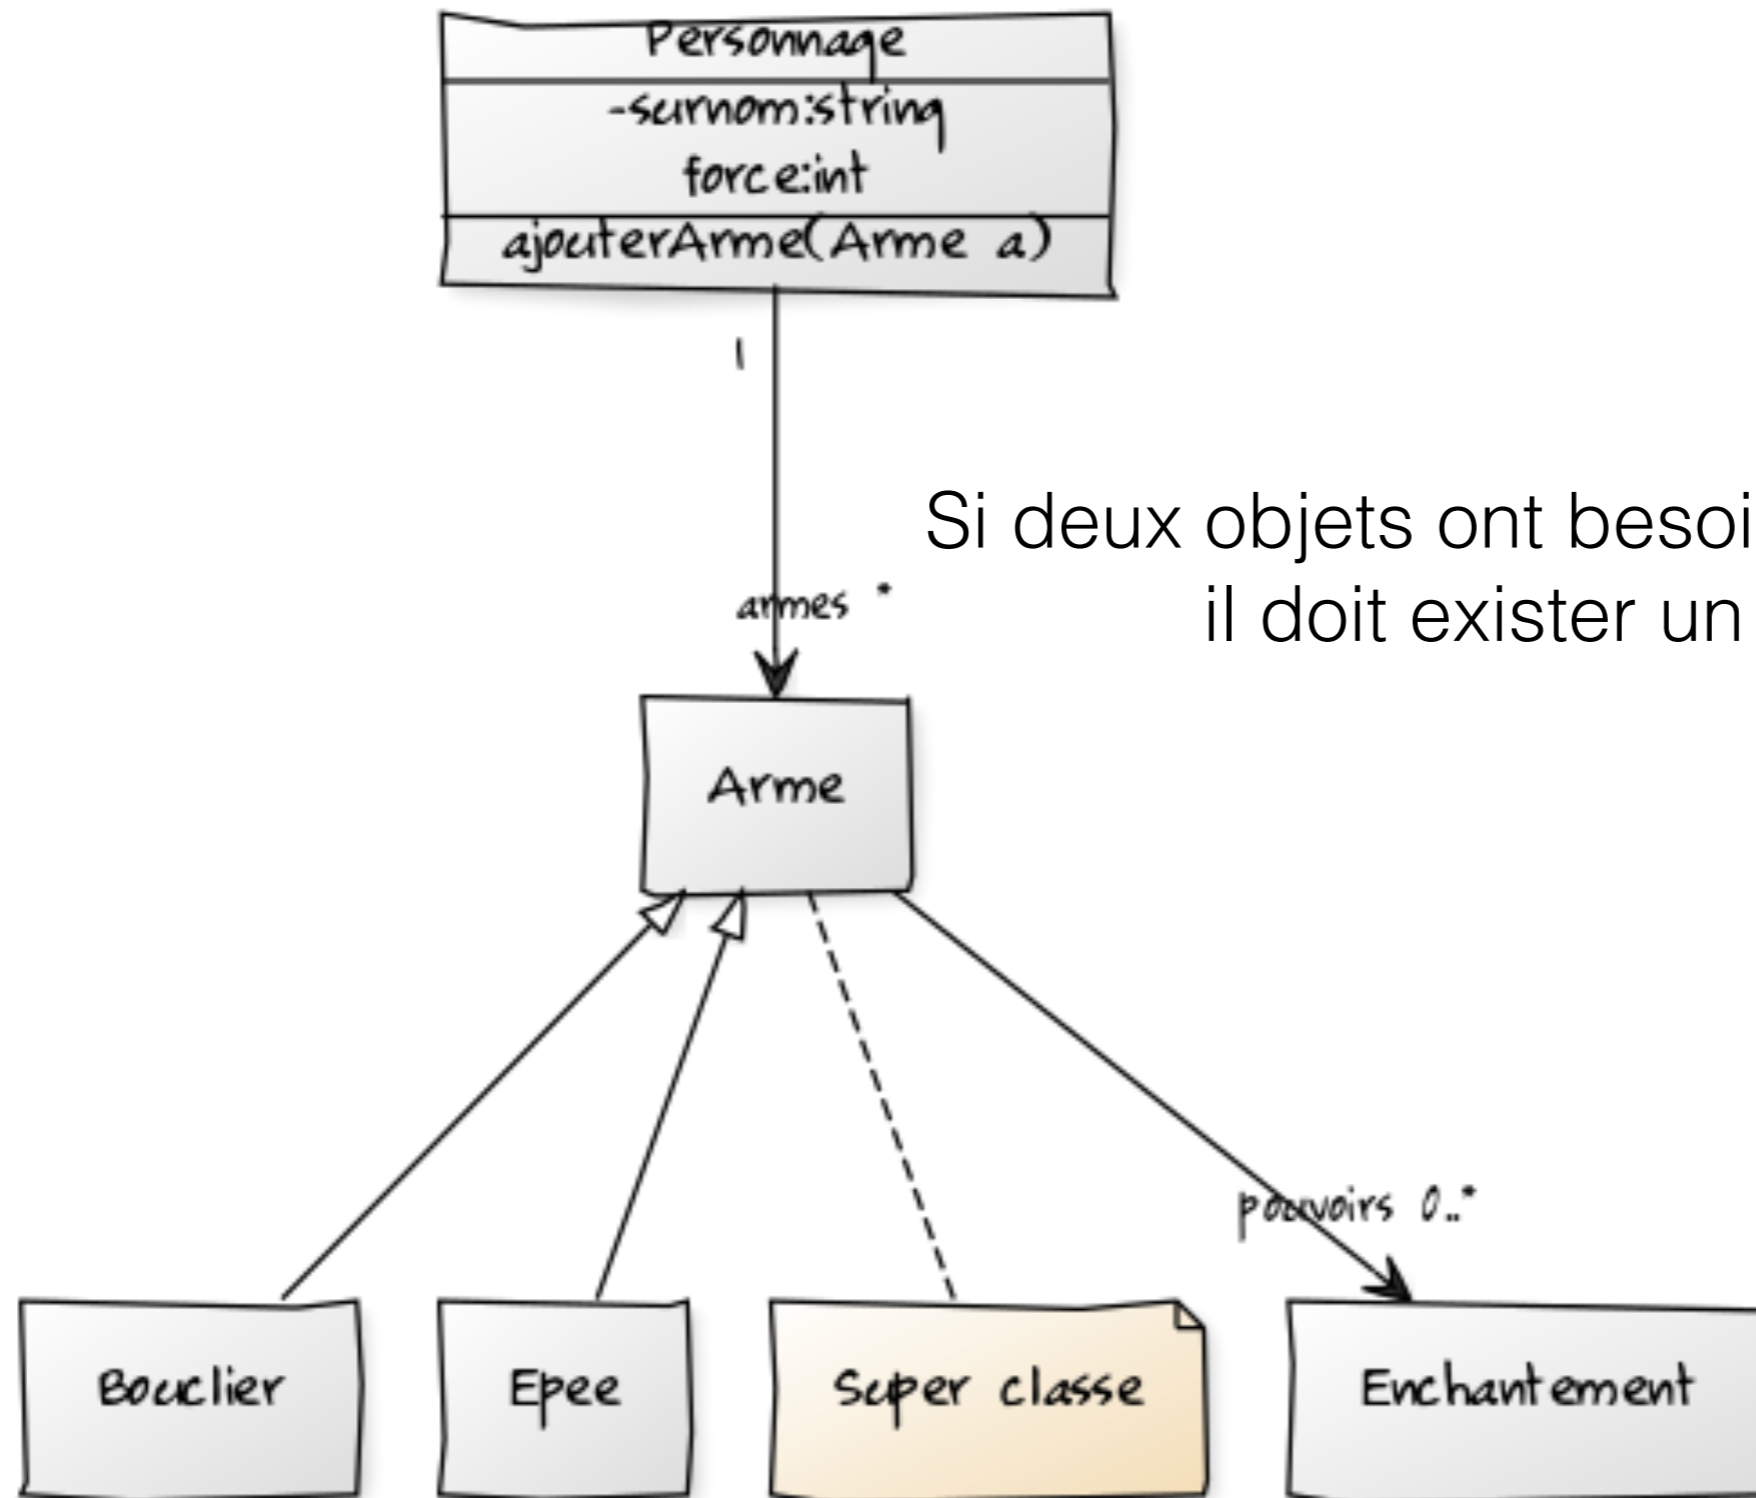 Personnage
-surnom:string
force:int
ajouterArme(Arme a)
1
Si deux objets ont besoi
il doit exister un
armes *
Arme
pouvoirs 0..*
Bouclier
Epee
Super classe
Enchantement